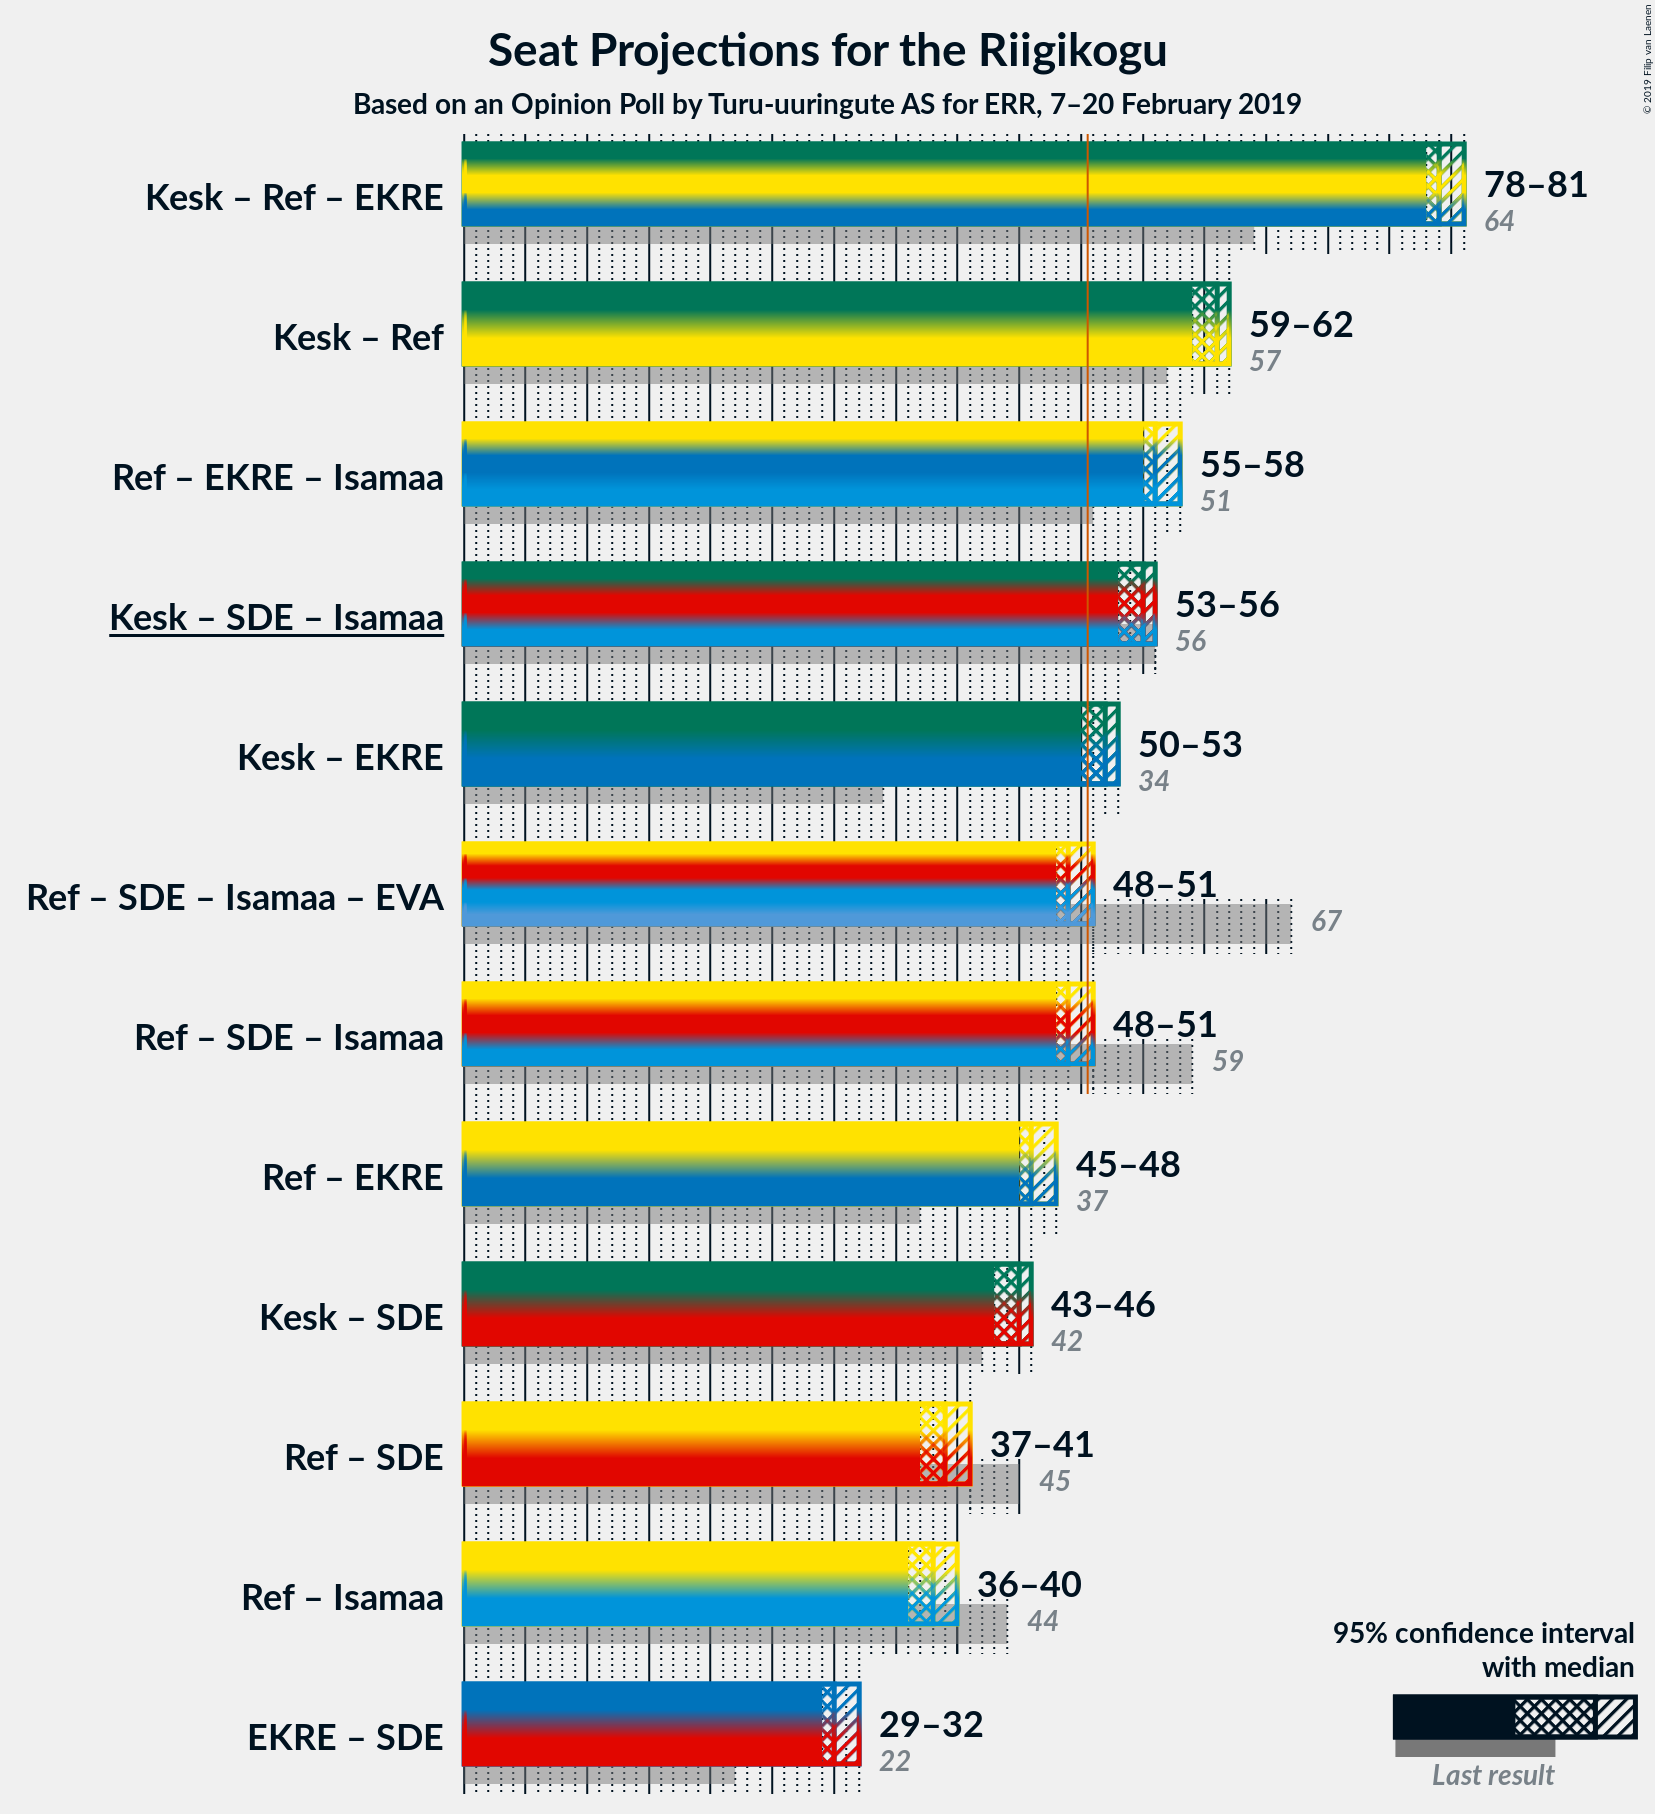 Seat Projections for the Riigikogu
Based on an Opinion Poll by Turu-uuringute AS for ERR, 7–20 February 2019
© 2019 Filip van Laenen
Kesk – Ref – EKRE
78–81
64
Kesk – Ref
59–62
57
Ref – EKRE – Isamaa
55–58
51
Kesk – SDE – Isamaa
53–56
56
Kesk – EKRE
50–53
34
Ref – SDE – Isamaa – EVA
48–51
67
Ref – SDE – Isamaa
48–51
59
Ref – EKRE
45–48
37
Kesk – SDE
43–46
42
Ref – SDE
37–41
45
Ref – Isamaa
36–40
44
EKRE – SDE
29–32
22
95% confidence interval
with median
Last result